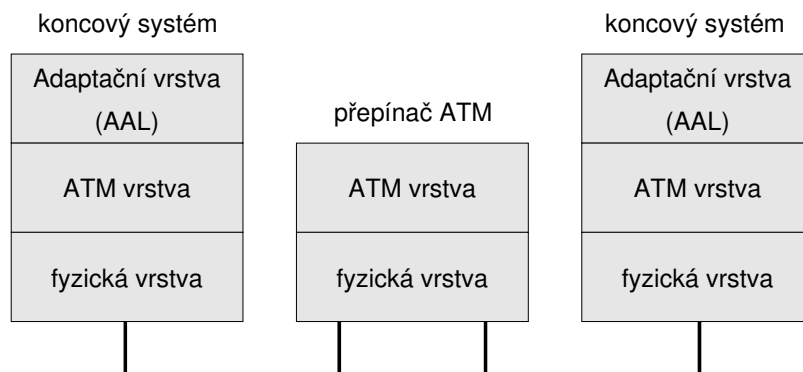 koncový systém
Adaptační vrstva
(AAL)
ATM vrstva
fyzická vrstva
přepínač ATM
ATM vrstva
fyzická vrstva
koncový systém
Adaptační vrstva
(AAL)
ATM vrstva
fyzická vrstva